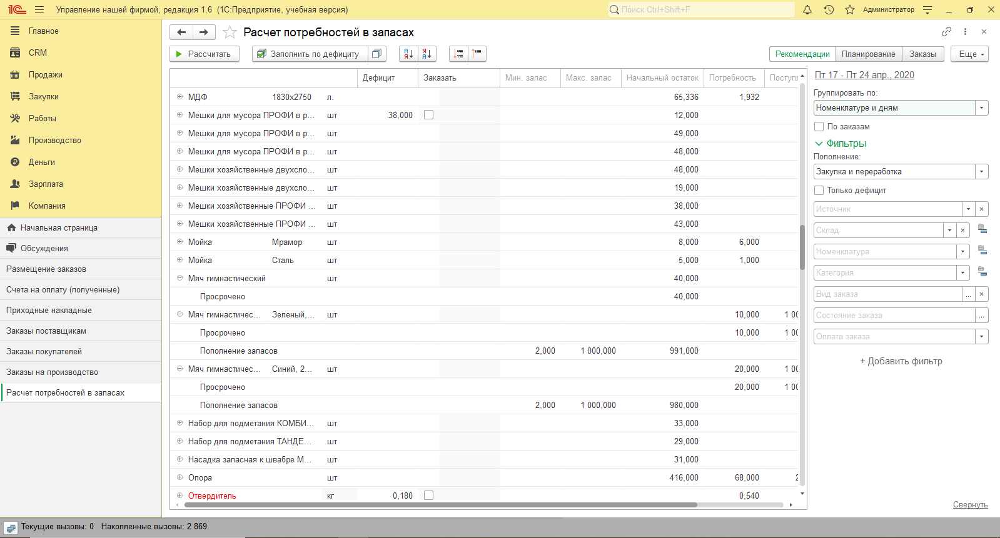 1С Управление нашей фирмой, редакция 1.6 (1С:Предприятие, учебная версия)
Поиск Ctrl+Shift+F
Администратор
Главное
CRM
Продажи
Закупки
Работы
Производство
Деньги
Зарплата
Компания
Начальная страница
Обсуждения
Размещение заказов
Счета на оплату (полученные)
Приходные накладные
Заказы поставщикам
Заказы покупателей
Заказы на производство
Расчет потребностей в запасах
Расчет потребностей в запасах
Рассчитать Заполнить по дефициту Рекомендации Планирование Заказы Еще
Дефицит Заказать Мин. запас Макс. запас Начальный остаток Потребность Поступл
МДФ 1830x2750 л. 65,336 1,932
Мешки для мусора ПРОФИ в р... шт 38,000 12,000
Мешки для мусора ПРОФИ в р... шт 49,000
Мешки для мусора ПРОФИ в р... шт 48,000
Мешки хозяйственные двухсло... шт 48,000
Мешки хозяйственные двухсло... шт 19,000
Мешки хозяйственные ПРОФИ ... шт 38,000
Мешки хозяйственные ПРОФИ ... шт 43,000
Мойка Мрамор шт 8,000 6,000
Мойка Сталь шт 5,000 1,000
Мяч гимнастический шт 40,000
Просрочено 40,000
Мяч гимнастичес... Зеленый,... шт 10,000 1 00
Просрочено 10,000 1 00
Пополнение запасов 2,000 1 000,000 991,000
Мяч гимнастичес... Синий, 2... шт 20,000 1 00
Просрочено 20,000 1 00
Пополнение запасов 2,000 1 000,000 980,000
Набор для подметания КОМБИ... шт 33,000
Набор для подметания ТАНДЕ... шт 29,000
Насадка запасная к швабре М... шт 31,000
Опора шт 416,000 68,000 2
Отвердитель кг 0,180 0,540
Пт 17 - Пт 24 апр., 2020
Группировать по:
Номенклатуре и дням
По заказам
Фильтры
Пополнение:
Закупка и переработка
Только дефицит
Источник
Склад
Номенклатура
Категория
Вид заказа ...
Состояние заказа ...
Оплата заказа
+ Добавить фильтр
Свернуть
Текущие вызовы: 0 Накопленные вызовы: 2 869